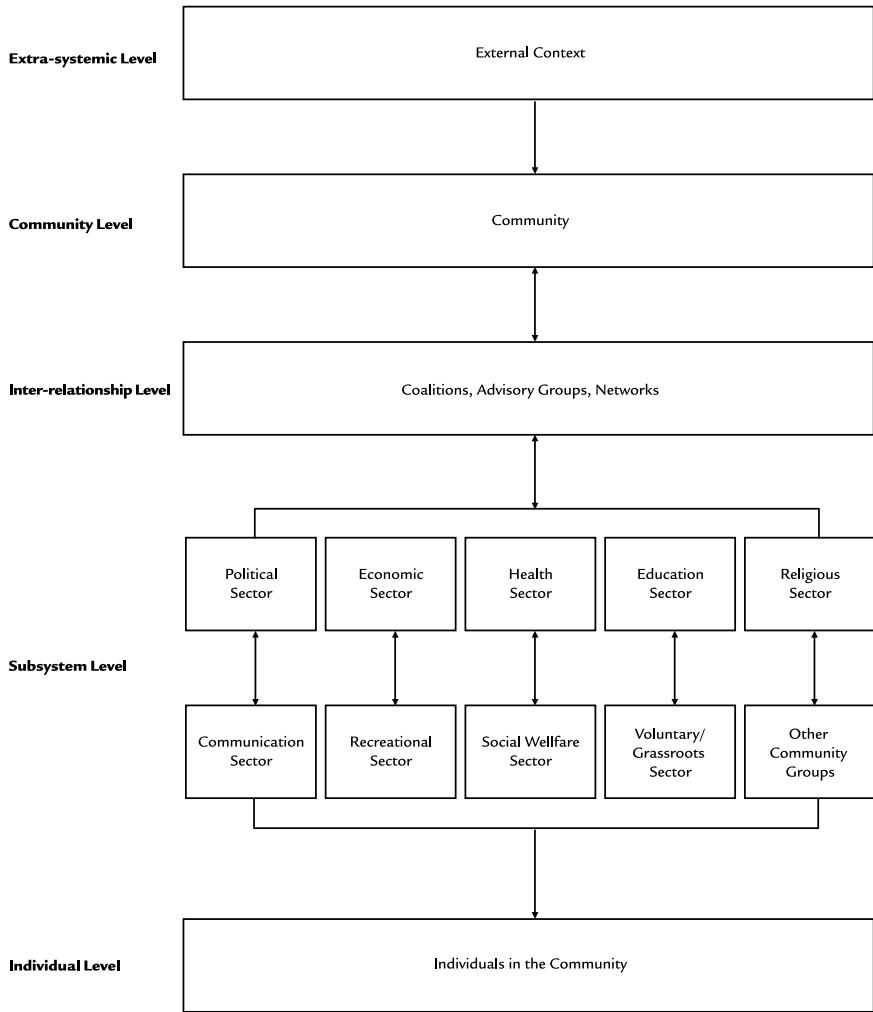 Extra-systemic Level
External Context
Community Level
Community
Inter-relationship Level
Coalitions, Advisory Groups, Networks
Political
Sector
Economic
Sector
Health
Sector
Education
Sector
Religious
Sector
Subsystem Level
Communication
Sector
Recreational
Sector
Social Wellfare
Sector
Voluntary/
Grassroots
Sector
Other
Community
Groups
Individual Level
Individuals in the Community